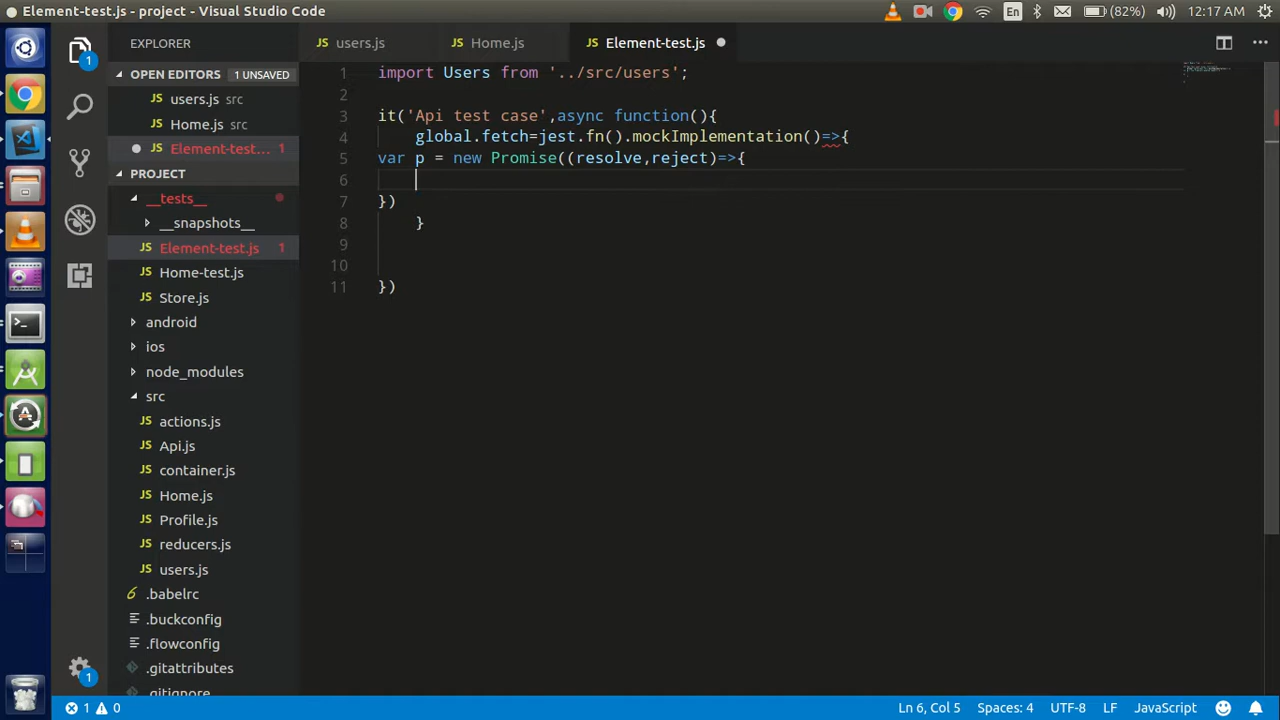 Element-test.js - project - Visual Studio Code
En
(82%)
12:17 AM
EXPLORER
OPEN EDITORS
1 UNSAVED
JS users.js src
JS Home.js src
JS Element-test... 1
PROJECT
__tests__
__snapshots__
JS Element-test.js 1
JS Home-test.js
JS Store.js
android
ios
node_modules
src
JS actions.js
JS Api.js
JS container.js
JS Home.js
JS Profile.js
JS reducers.js
JS users.js
.babelrc
.buckconfig
.flowconfig
.gitattributes
.gitignore
1
1
JS users.js
JS Home.js
JS Element-test.js
1 import Users from '../src/users';
2
3 it('Api test case',async function(){
4 global.fetch=jest.fn().mockImplementation()=>{
5 var p = new Promise((resolve,reject)=>{
6
7 })
8 }
9
10
11 })
1 0
Ln 6, Col 5
Spaces: 4
UTF-8
LF
JavaScript